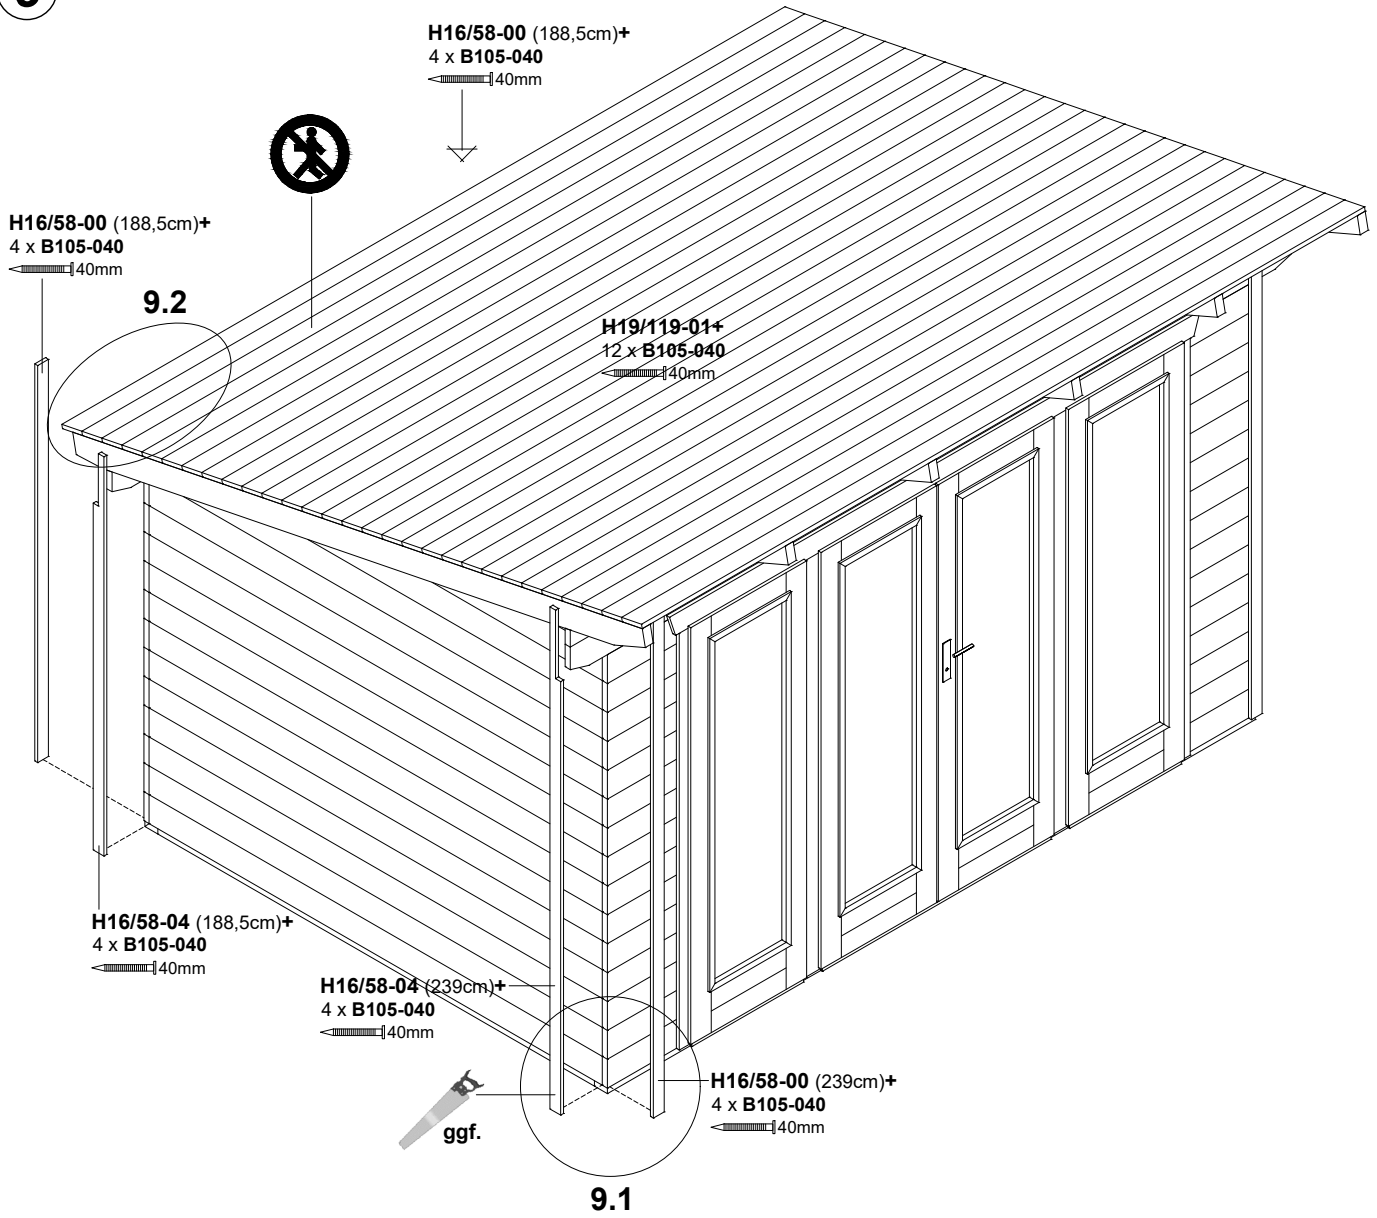 H16/58-00 (188,5cm)+
4 x B105-040
40mm
H16/58-00 (188,5cm)+
4 x B105-040
40mm
9.2
H19/119-01+
12 x B105-040
40mm
H16/58-04 (188,5cm)+
4 x B105-040
40mm
H16/58-04 (239cm)+
4 x B105-040
40mm
ggf.
H16/58-00 (239cm)+
4 x B105-040
40mm
9.1